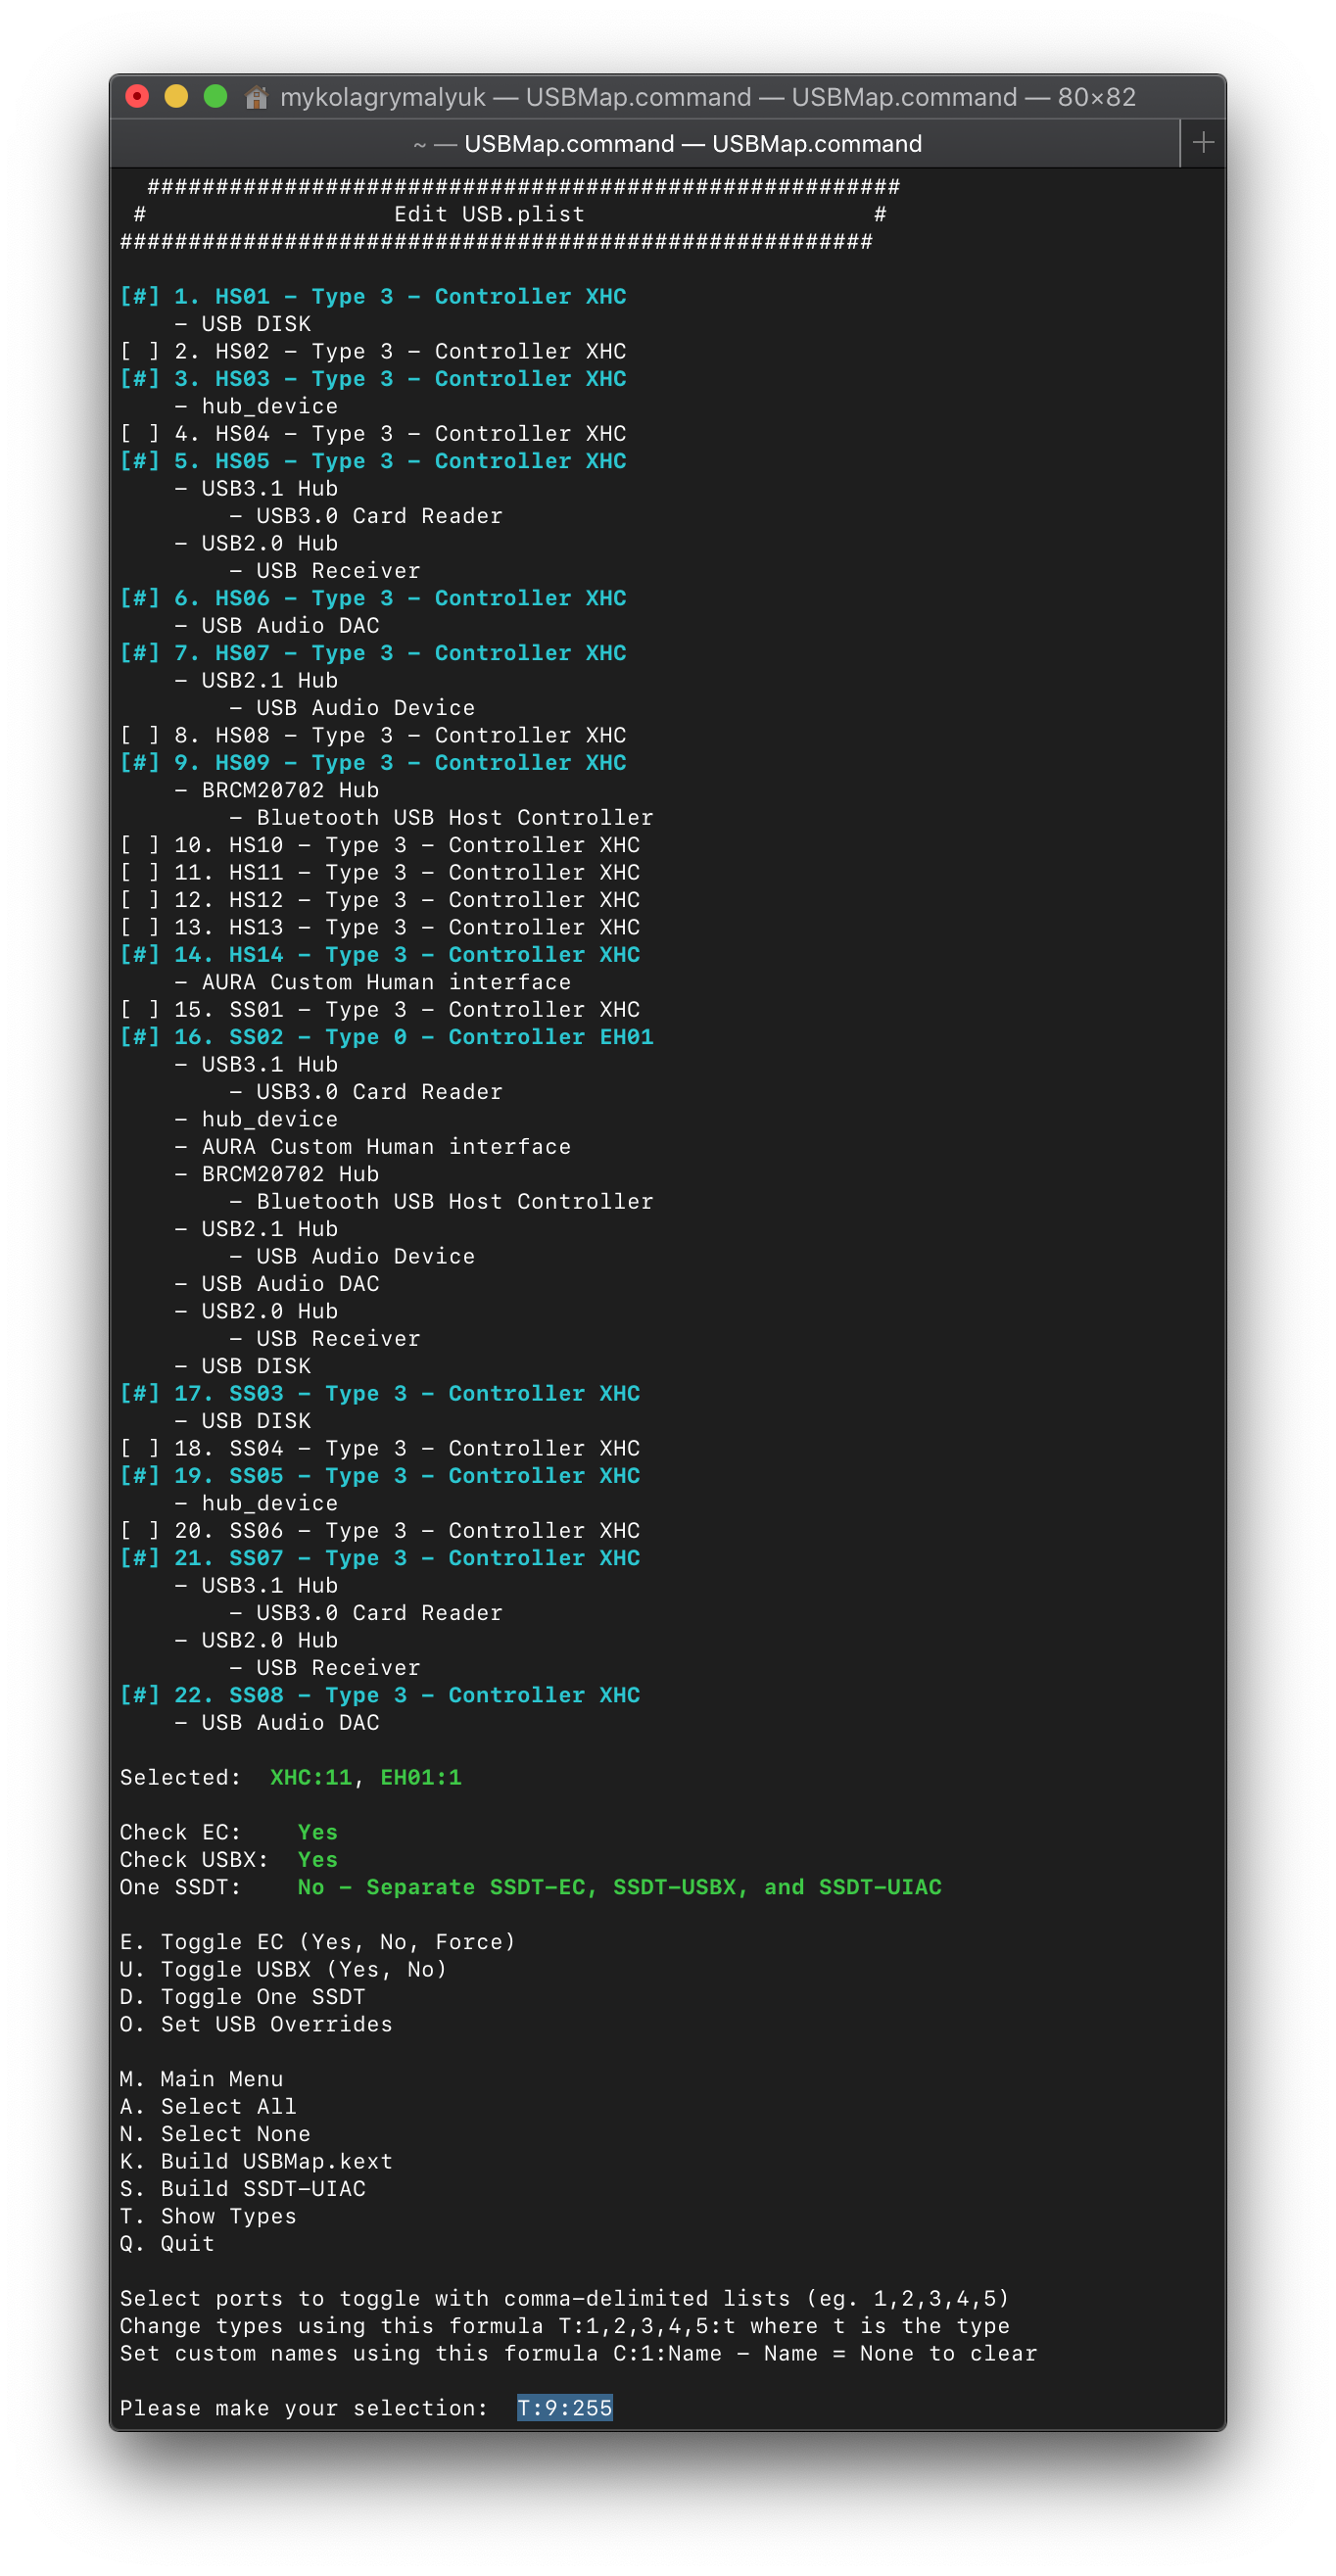 mykolagrymalyuk — USBMap.command — USBMap.command — 80×82
~ — USBMap.command — USBMap.command
#######################################################
# Edit USB.plist #
#######################################################
[#] 1. HS01 - Type 3 - Controller XHC
- USB DISK
[ ] 2. HS02 - Type 3 - Controller XHC
[#] 3. HS03 - Type 3 - Controller XHC
- hub_device
[ ] 4. HS04 - Type 3 - Controller XHC
[#] 5. HS05 - Type 3 - Controller XHC
- USB3.1 Hub
- USB3.0 Card Reader
- USB2.0 Hub
- USB Receiver
[#] 6. HS06 - Type 3 - Controller XHC
- USB Audio DAC
[#] 7. HS07 - Type 3 - Controller XHC
- USB2.1 Hub
- USB Audio Device
[ ] 8. HS08 - Type 3 - Controller XHC
[#] 9. HS09 - Type 3 - Controller XHC
- BRCM20702 Hub
- Bluetooth USB Host Controller
[ ] 10. HS10 - Type 3 - Controller XHC
[ ] 11. HS11 - Type 3 - Controller XHC
[ ] 12. HS12 - Type 3 - Controller XHC
[ ] 13. HS13 - Type 3 - Controller XHC
[#] 14. HS14 - Type 3 - Controller XHC
- AURA Custom Human interface
[ ] 15. SS01 - Type 3 - Controller XHC
[#] 16. SS02 - Type 0 - Controller EH01
- USB3.1 Hub
- USB3.0 Card Reader
- hub_device
- AURA Custom Human interface
- BRCM20702 Hub
- Bluetooth USB Host Controller
- USB2.1 Hub
- USB Audio Device
- USB Audio DAC
- USB2.0 Hub
- USB Receiver
- USB DISK
[#] 17. SS03 - Type 3 - Controller XHC
- USB DISK
[ ] 18. SS04 - Type 3 - Controller XHC
[#] 19. SS05 - Type 3 - Controller XHC
- hub_device
[ ] 20. SS06 - Type 3 - Controller XHC
[#] 21. SS07 - Type 3 - Controller XHC
- USB3.1 Hub
- USB3.0 Card Reader
- USB2.0 Hub
- USB Receiver
[#] 22. SS08 - Type 3 - Controller XHC
- USB Audio DAC
Selected: XHC:11, EH01:1
Check EC: Yes
Check USBX: Yes
One SSDT: No - Separate SSDT-EC, SSDT-USBX, and SSDT-UIAC
E. Toggle EC (Yes, No, Force)
U. Toggle USBX (Yes, No)
D. Toggle One SSDT
O. Set USB Overrides
M. Main Menu
A. Select All
N. Select None
K. Build USBMap.kext
S. Build SSDT-UIAC
T. Show Types
Q. Quit
Select ports to toggle with comma-delimited lists (eg. 1,2,3,4,5)
Change types using this formula T:1,2,3,4,5:t where t is the type
Set custom names using this formula C:1:Name - Name = None to clear
Please make your selection: T:9:255